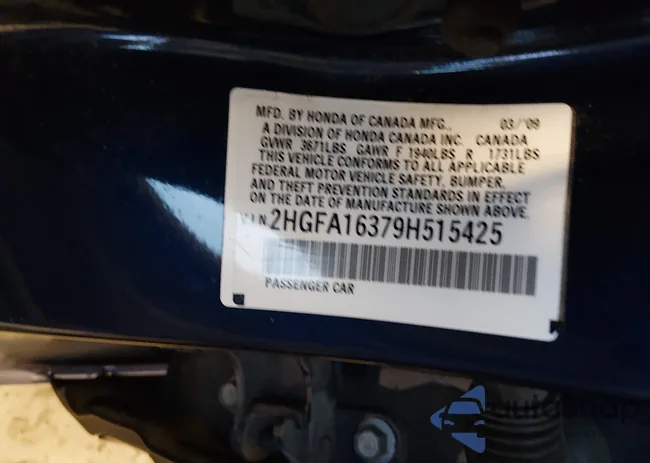 MFD. BY HONDA OF CANADA MFG., 03/'09
A DIVISION OF HONDA CANADA INC. CANADA
GVWR 3671LBS GAWR F 1940LBS R 1731LBS
THIS VEHICLE CONFORMS TO ALL APPLICABLE
FEDERAL MOTOR VEHICLE SAFETY, BUMPER,
AND THEFT PREVENTION STANDARDS IN EFFECT
ON THE DATE OF MANUFACTURE SHOWN ABOVE.
V.I.N. 2HGFA16379H515425
PASSENGER CAR
autoshtap